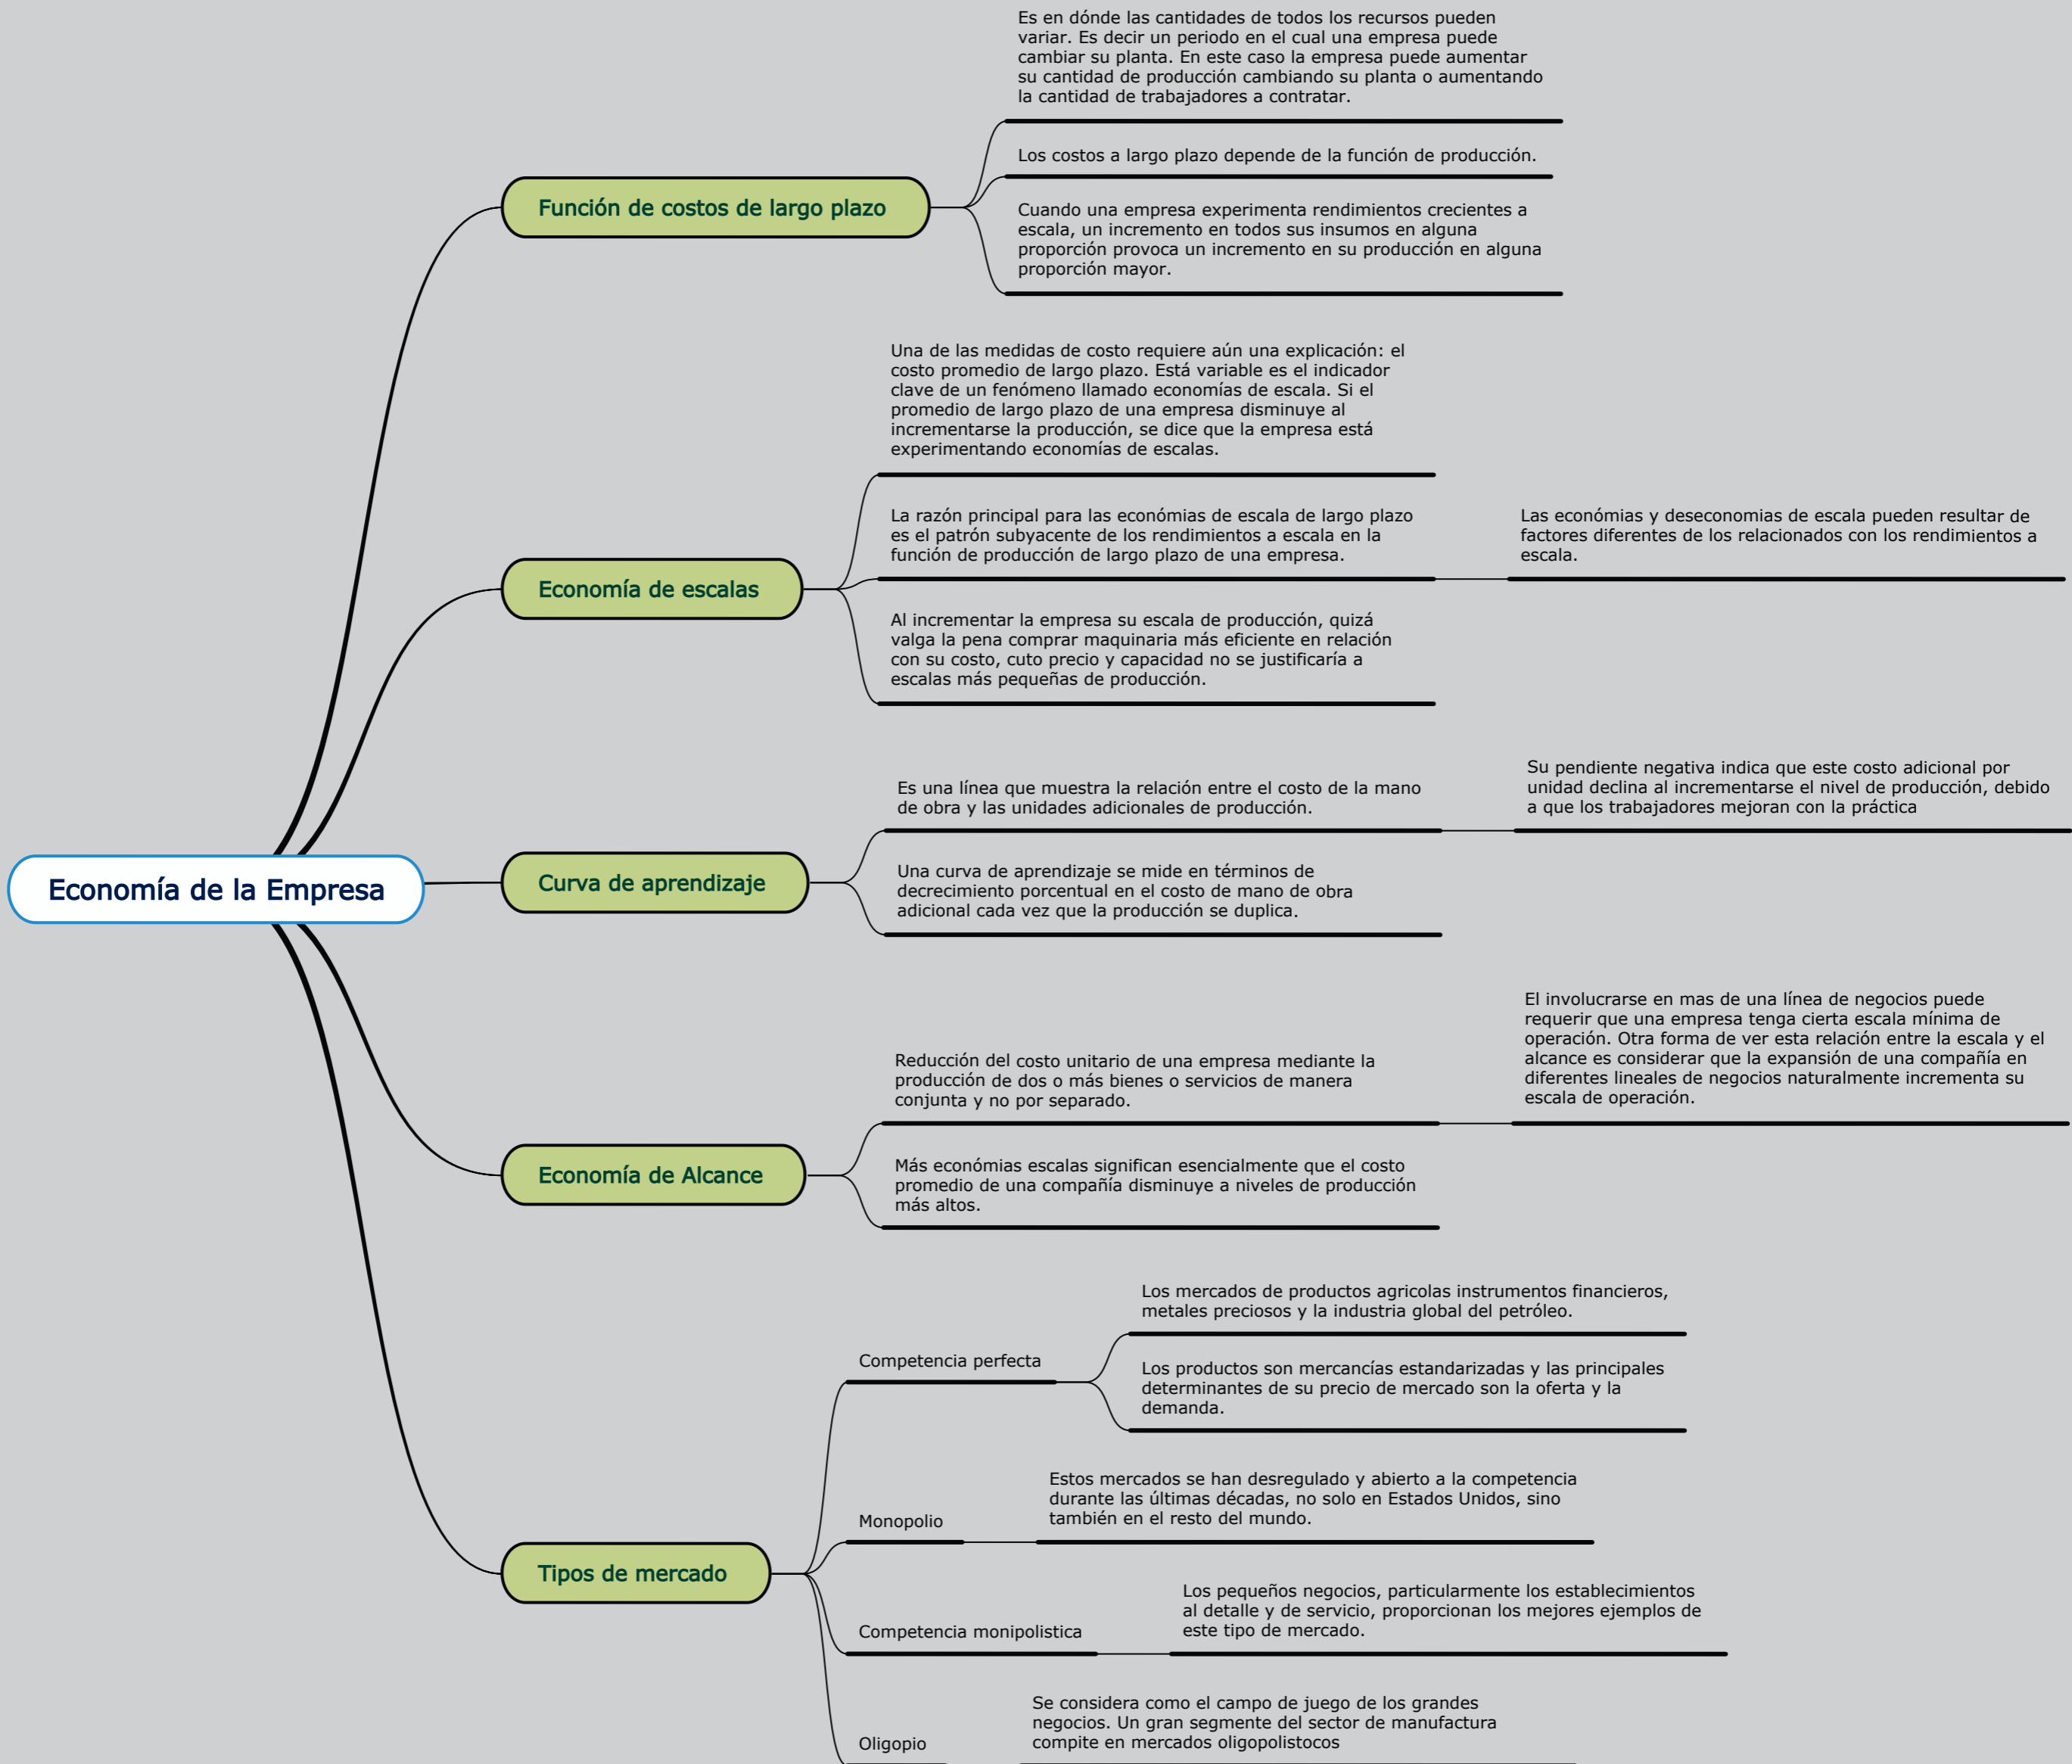 Es en dónde las cantidades de todos los recursos pueden
variar. Es decir un periodo en el cual una empresa puede
cambiar su planta. En este caso la empresa puede aumentar
su cantidad de producción cambiando su planta o aumentando
la cantidad de trabajadores a contratar.
Función de costos de largo plazo
Los costos a largo plazo depende de la función de producción.
Cuando una empresa experimenta rendimientos crecientes a
escala, un incremento en todos sus insumos en alguna
proporción provoca un incremento en su producción en alguna
proporción mayor.
Una de las medidas de costo requiere aún una explicación: el
costo promedio de largo plazo. Está variable es el indicador
clave de un fenómeno llamado economías de escala. Si el
promedio de largo plazo de una empresa disminuye al
incrementarse la producción, se dice que la empresa está
experimentando economías de escalas.
Economía de escalas
La razón principal para las económias de escala de largo plazo
es el patrón subyacente de los rendimientos a escala en la
función de producción de largo plazo de una empresa.
Las económias y deseconomias de escala pueden resultar de
factores diferentes de los relacionados con los rendimientos a
escala.
Al incrementar la empresa su escala de producción, quizá
valga la pena comprar maquinaria más eficiente en relación
con su costo, cuto precio y capacidad no se justificaría a
escalas más pequeñas de producción.
Economía de la Empresa
Curva de aprendizaje
Es una línea que muestra la relación entre el costo de la mano
de obra y las unidades adicionales de producción.
Su pendiente negativa indica que este costo adicional por
unidad declina al incrementarse el nivel de producción, debido
a que los trabajadores mejoran con la práctica
Una curva de aprendizaje se mide en términos de
decrecimiento porcentual en el costo de mano de obra
adicional cada vez que la producción se duplica.
Economía de Alcance
Reducción del costo unitario de una empresa mediante la
producción de dos o más bienes o servicios de manera
conjunta y no por separado.
El involucrarse en mas de una línea de negocios puede
requerir que una empresa tenga cierta escala mínima de
operación. Otra forma de ver esta relación entre la escala y el
alcance es considerar que la expansión de una compañía en
diferentes lineales de negocios naturalmente incrementa su
escala de operación.
Más económias escalas significan esencialmente que el costo
promedio de una compañía disminuye a niveles de producción
más altos.
Tipos de mercado
Competencia perfecta
Los mercados de productos agricolas instrumentos financieros,
metales preciosos y la industria global del petróleo.
Los productos son mercancías estandarizadas y las principales
determinantes de su precio de mercado son la oferta y la
demanda.
Monopolio
Estos mercados se han desregulado y abierto a la competencia
durante las últimas décadas, no solo en Estados Unidos, sino
también en el resto del mundo.
Competencia monipolistica
Los pequeños negocios, particularmente los establecimientos
al detalle y de servicio, proporcionan los mejores ejemplos de
este tipo de mercado.
Oligopio
Se considera como el campo de juego de los grandes
negocios. Un gran segmente del sector de manufactura
compite en mercados oligopolistocos